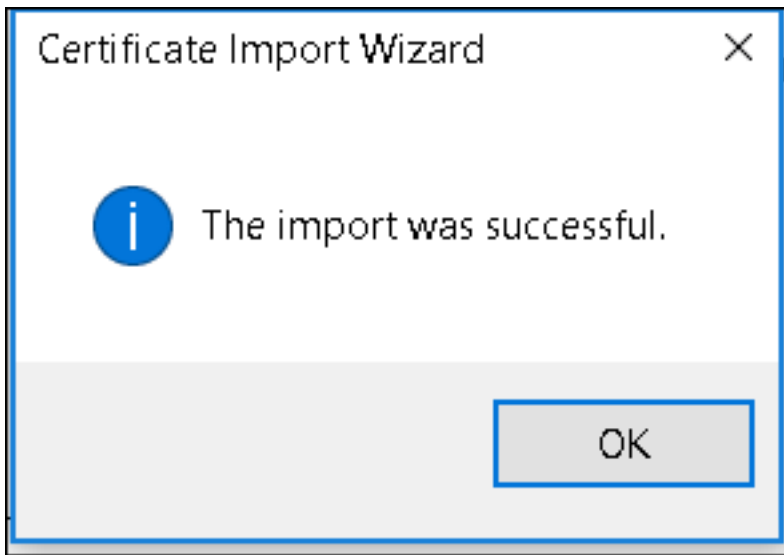 Certificate Import Wizard
The import was successful.
OK